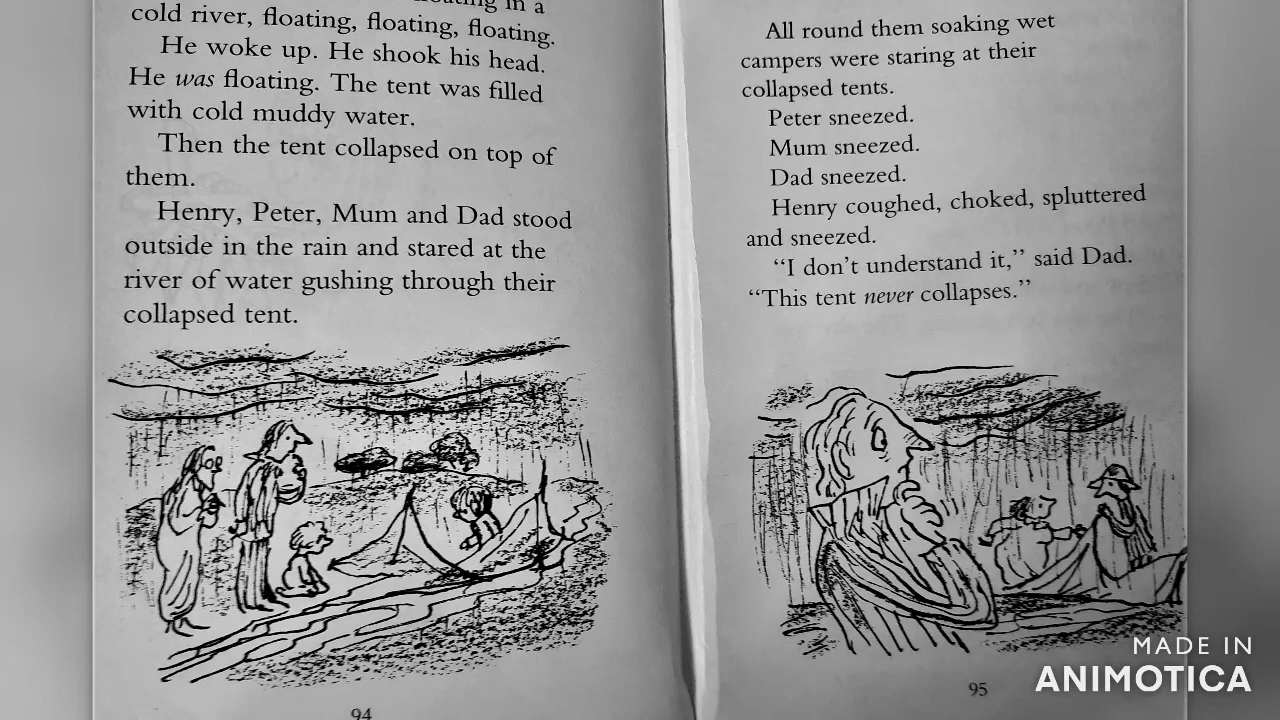 floating in a
cold river, floating, floating, floating.
He woke up. He shook his head.
He was floating. The tent was filled
with cold muddy water.
Then the tent collapsed on top of
them.
Henry, Peter, Mum and Dad stood
outside in the rain and stared at the
river of water gushing through their
collapsed tent.
94
All round them soaking wet
campers were staring at their
collapsed tents.
Peter sneezed.
Mum sneezed.
Dad sneezed.
Henry coughed, choked, spluttered
and sneezed.
“I don’t understand it,” said Dad.
“This tent never collapses.”
95
MADE IN
ANIMOTICA